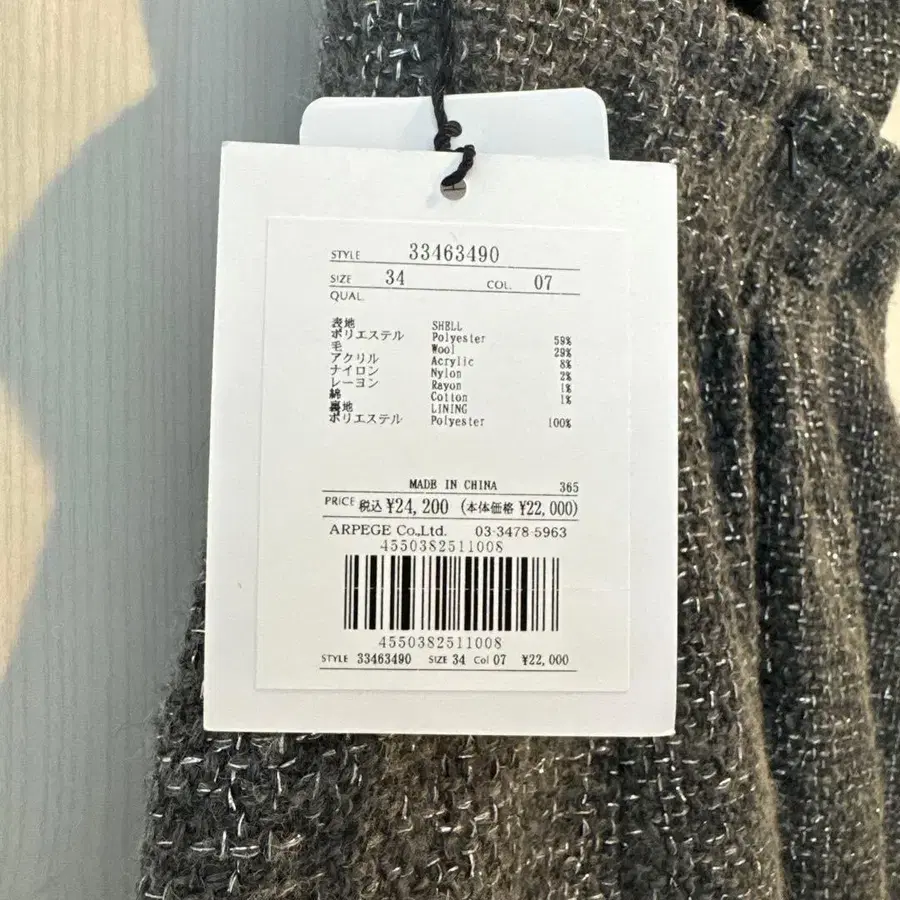 STYLE 33463490
SIZE 34 COL. 07
QUAL.
表地 SHELL
ポリエステル Polyester 59%
毛 Wool 29%
アクリル Acrylic 8%
ナイロン Nylon 2%
レーヨン Rayon 1%
綿 Cotton 1%
裏地 LINING
ポリエステル Polyester 100%
MADE IN CHINA 365
PRICE 税込 ¥24,200 (本体価格 ¥22,000)
ARPEGE Co.,Ltd. 03-3478-5963
4550382511008
4550382511008
STYLE 33463490 SIZE 34 Col 07 ¥22,000